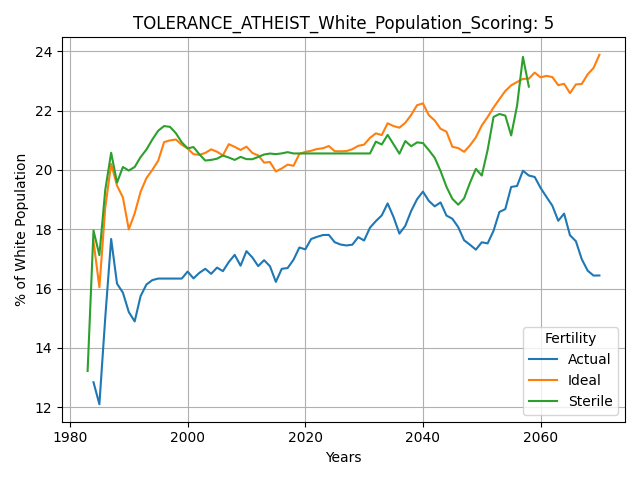 TOLERANCE_ATHEIST_White_Population_Scoring: 5
% of White Population
24
22
20
18
16
14
12
1980
2000
2020
2040
2060
Years
Fertility
Actual
Ideal
Sterile